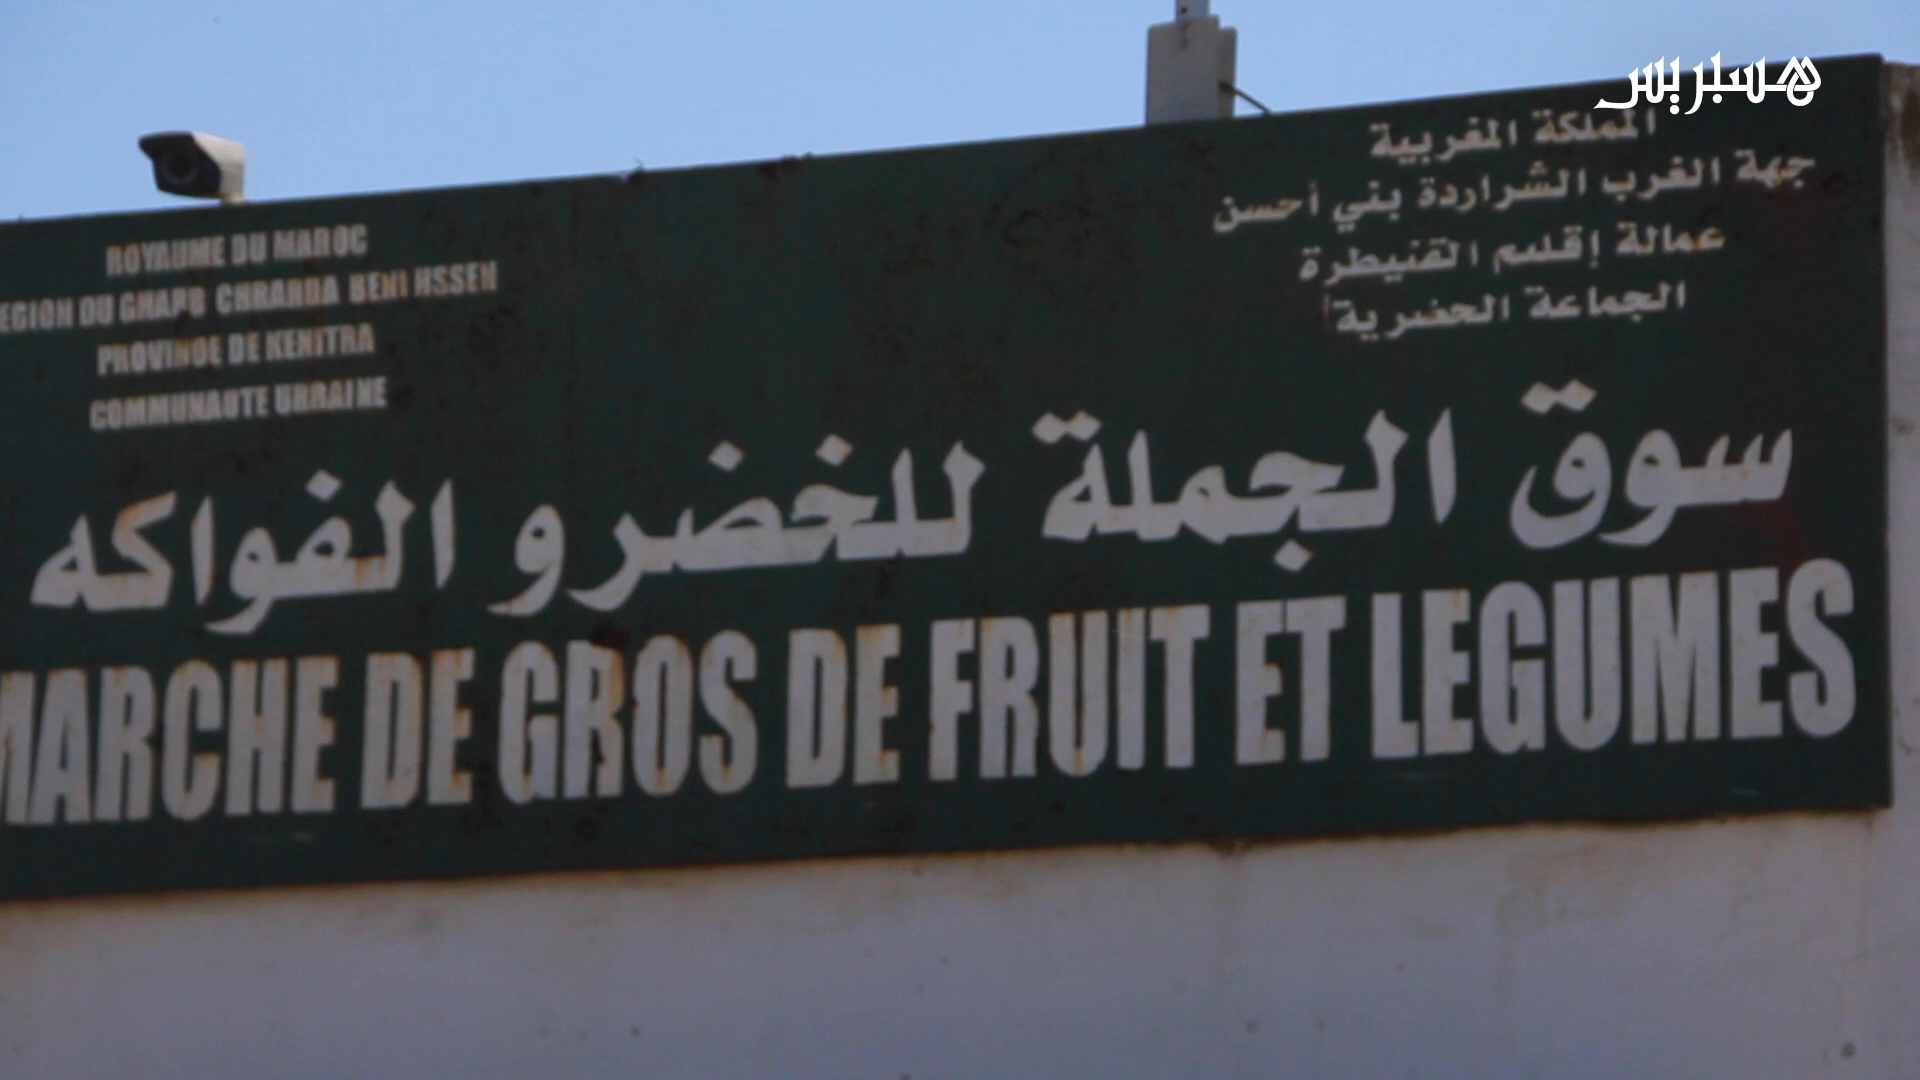 هسبريس
المملكة المغربية
جهة الغرب الشراردة بني أحسن
عمالة إقليم القنيطرة
الجماعة الحضرية
ROYAUME DU MAROC
EGION DU GHARB CHRARDA BENI HSSEN
PROVINCE DE KENITRA
COMMUNAUTE URBAINE
سوق الجملة للخضر و الفواكه
MARCHE DE GROS DE FRUIT ET LEGUMES